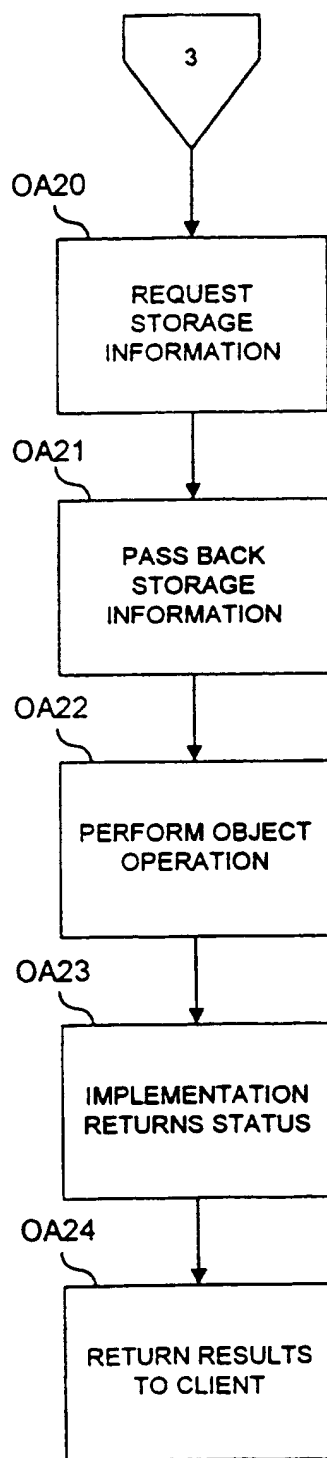 3
OA20
REQUEST
STORAGE
INFORMATION
OA21
PASS BACK
STORAGE
INFORMATION
OA22
PERFORM OBJECT
OPERATION
OA23
IMPLEMENTATION
RETURNS STATUS
OA24
RETURN RESULTS
TO CLIENT